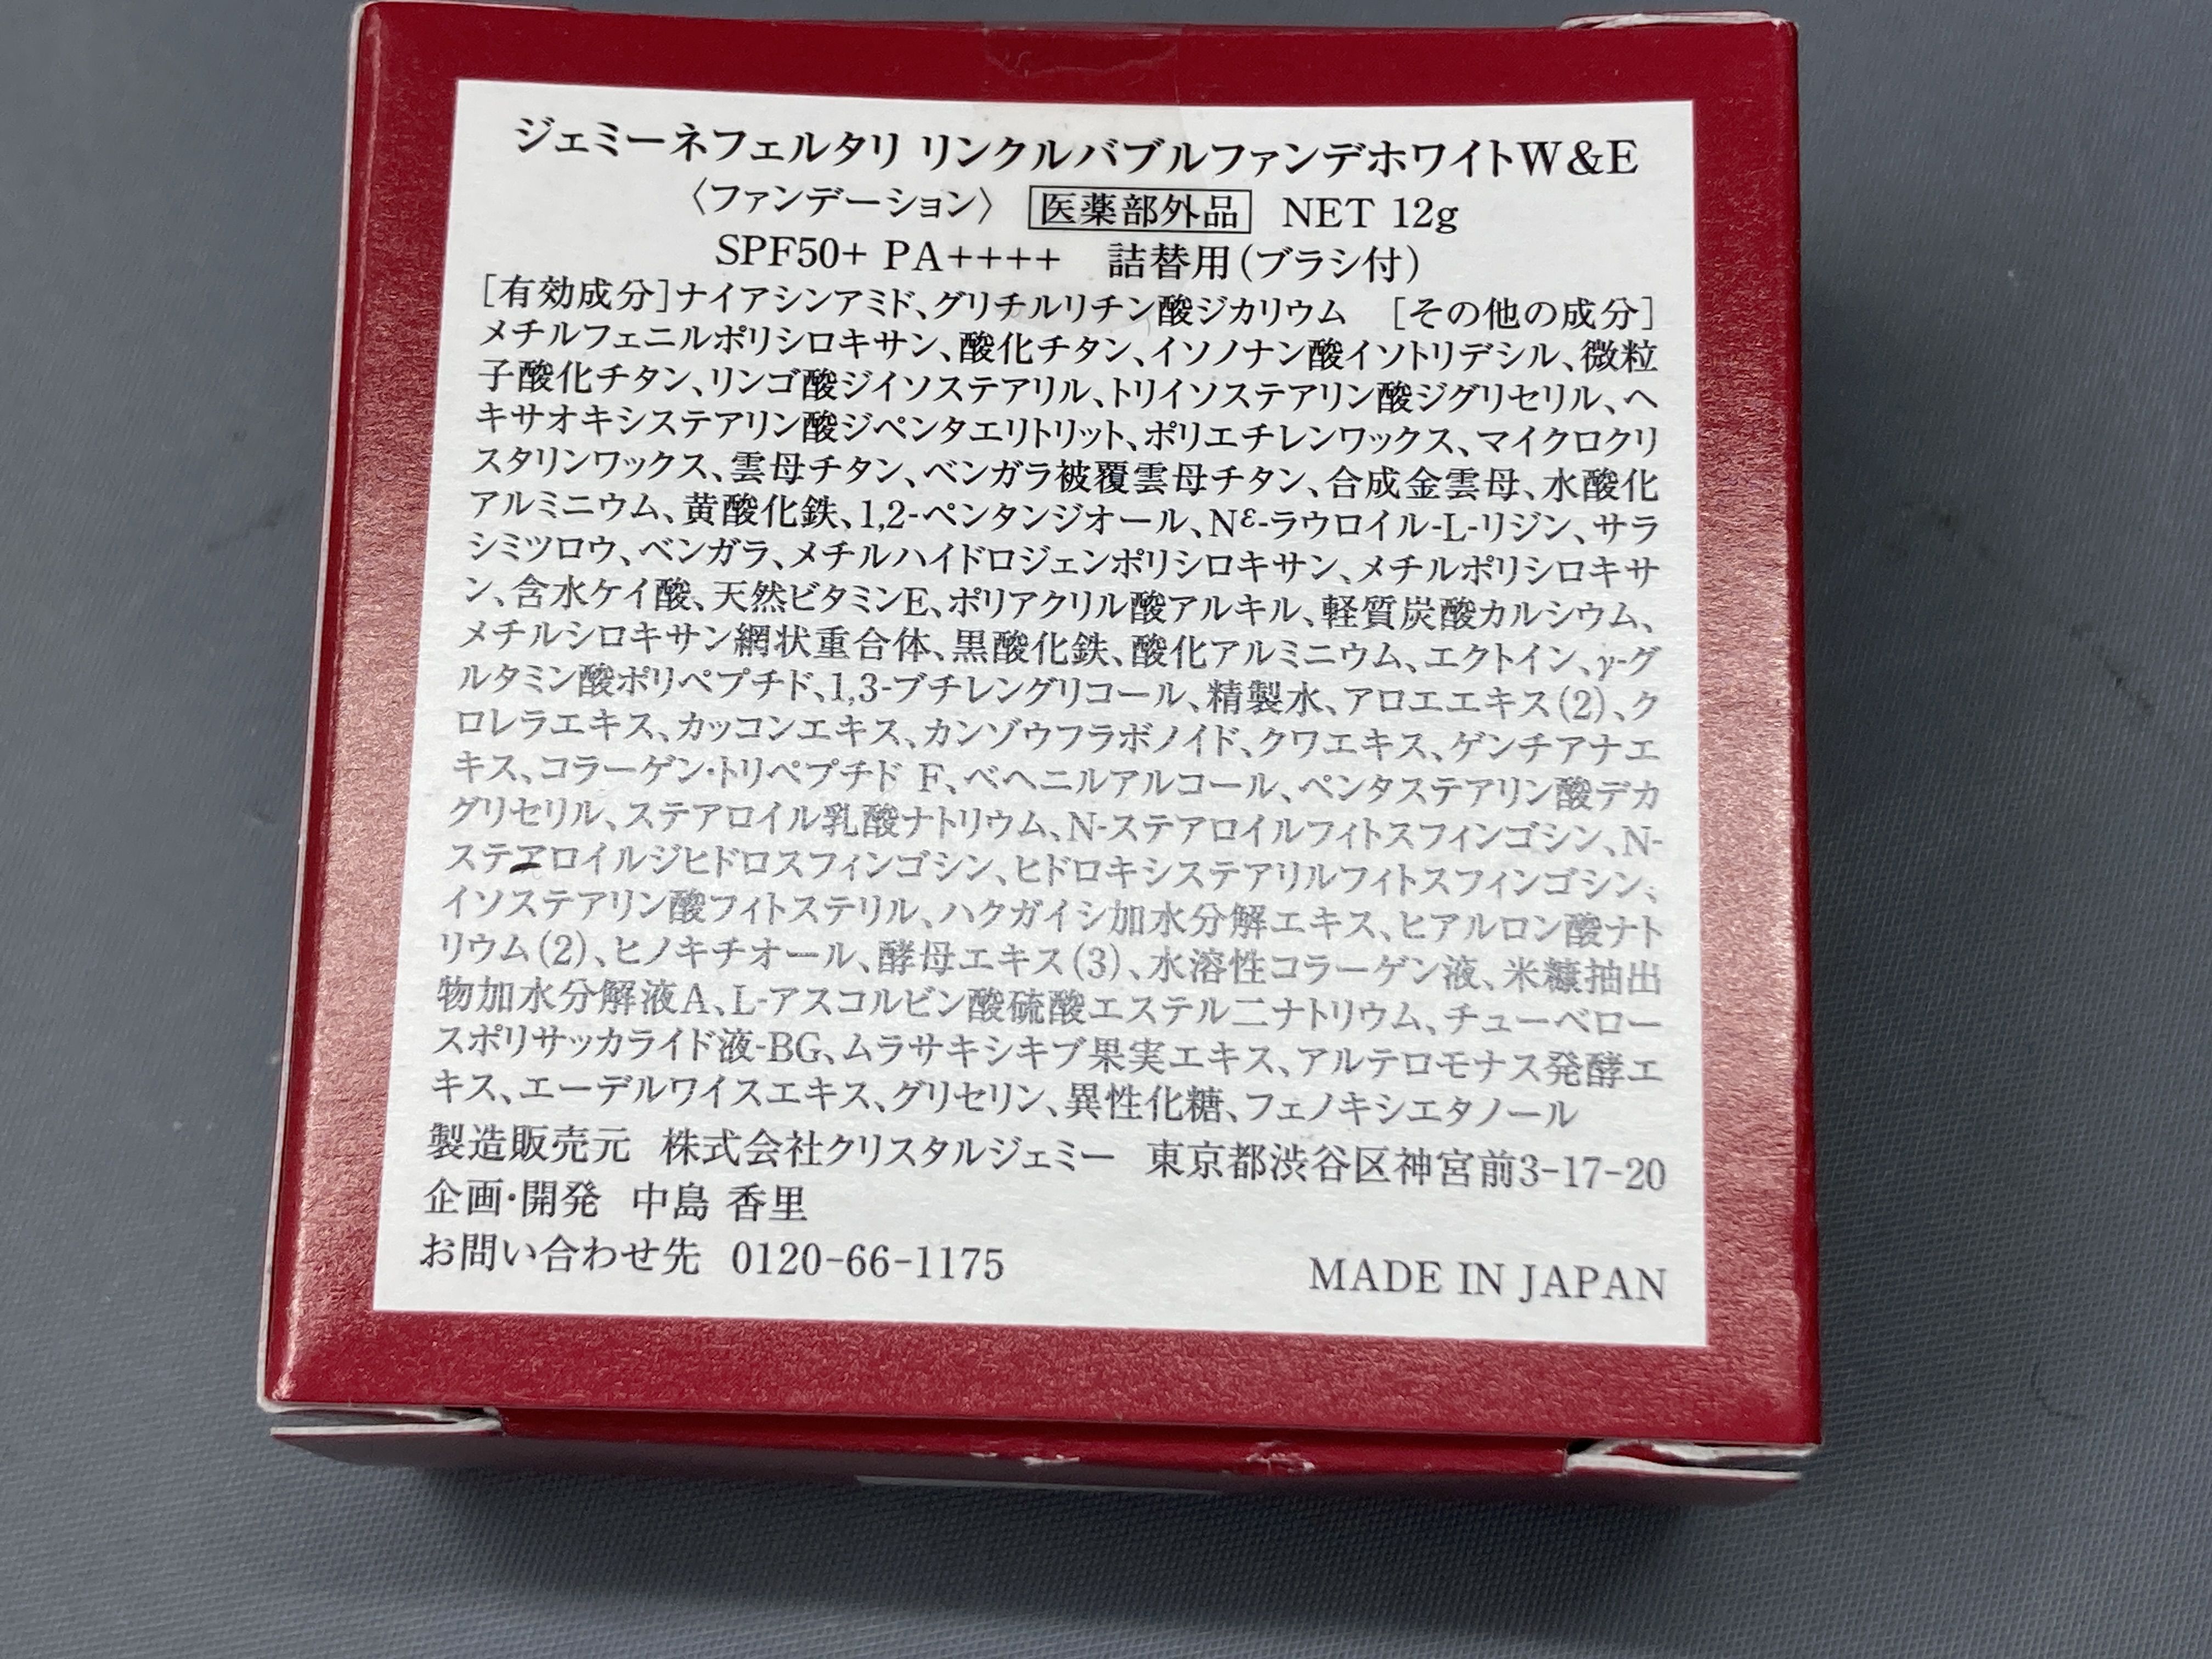 ジェミーネフェルタリ リンクルバブルファンデホワイトW&E
〈ファンデーション〉 医薬部外品 NET 12g
SPF50+ PA++++ 詰替用(ブラシ付)
[有効成分]ナイアシンアミド、グリチルリチン酸ジカリウム [その他の成分]
メチルフェニルポリシロキサン、酸化チタン、イソノナン酸イソトリデシル、微粒
子酸化チタン、リンゴ酸ジイソステアリル、トリイソステアリン酸ジグリセリル、ヘ
キサオキシステアリン酸ジペンタエリトリット、ポリエチレンワックス、マイクロクリ
スタリンワックス、雲母チタン、ベンガラ被覆雲母チタン、合成金雲母、水酸化
アルミニウム、黄酸化鉄、1,2-ペンタンジオール、Nε-ラウロイル-L-リジン、サラ
シミツロウ、ベンガラ、メチルハイドロジェンポリシロキサン、メチルポリシロキサ
ン、含水ケイ酸、天然ビタミンE、ポリアクリル酸アルキル、軽質炭酸カルシウム、
メチルシロキサン網状重合体、黒酸化鉄、酸化アルミニウム、エクトイン、γ-グ
ルタミン酸ポリペプチド、1,3-ブチレングリコール、精製水、アロエエキス(2)、ク
ロレラエキス、カッコンエキス、カンゾウフラボノイド、クワエキス、ゲンチアナエ
キス、コラーゲン・トリペプチド F、ベヘニルアルコール、ペンタステアリン酸デカ
グリセリル、ステアロイル乳酸ナトリウム、N-ステアロイルフィトスフィンゴシン、N-
ステアロイルジヒドロスフィンゴシン、ヒドロキシステアリルフィトスフィンゴシン、
イソステアリン酸フィトステリル、ハクガイシ加水分解エキス、ヒアルロン酸ナト
リウム(2)、ヒノキチオール、酵母エキス(3)、水溶性コラーゲン液、米糠抽出
物加水分解液A、L-アスコルビン酸硫酸エステル二ナトリウム、チューベロー
スポリサッカライド液-BG、ムラサキシキブ果実エキス、アルテロモナス発酵エ
キス、エーデルワイスエキス、グリセリン、異性化糖、フェノキシエタノール
製造販売元 株式会社クリスタルジェミー 東京都渋谷区神宮前3-17-20
企画・開発 中島 香里
お問い合わせ先 0120-66-1175
MADE IN JAPAN